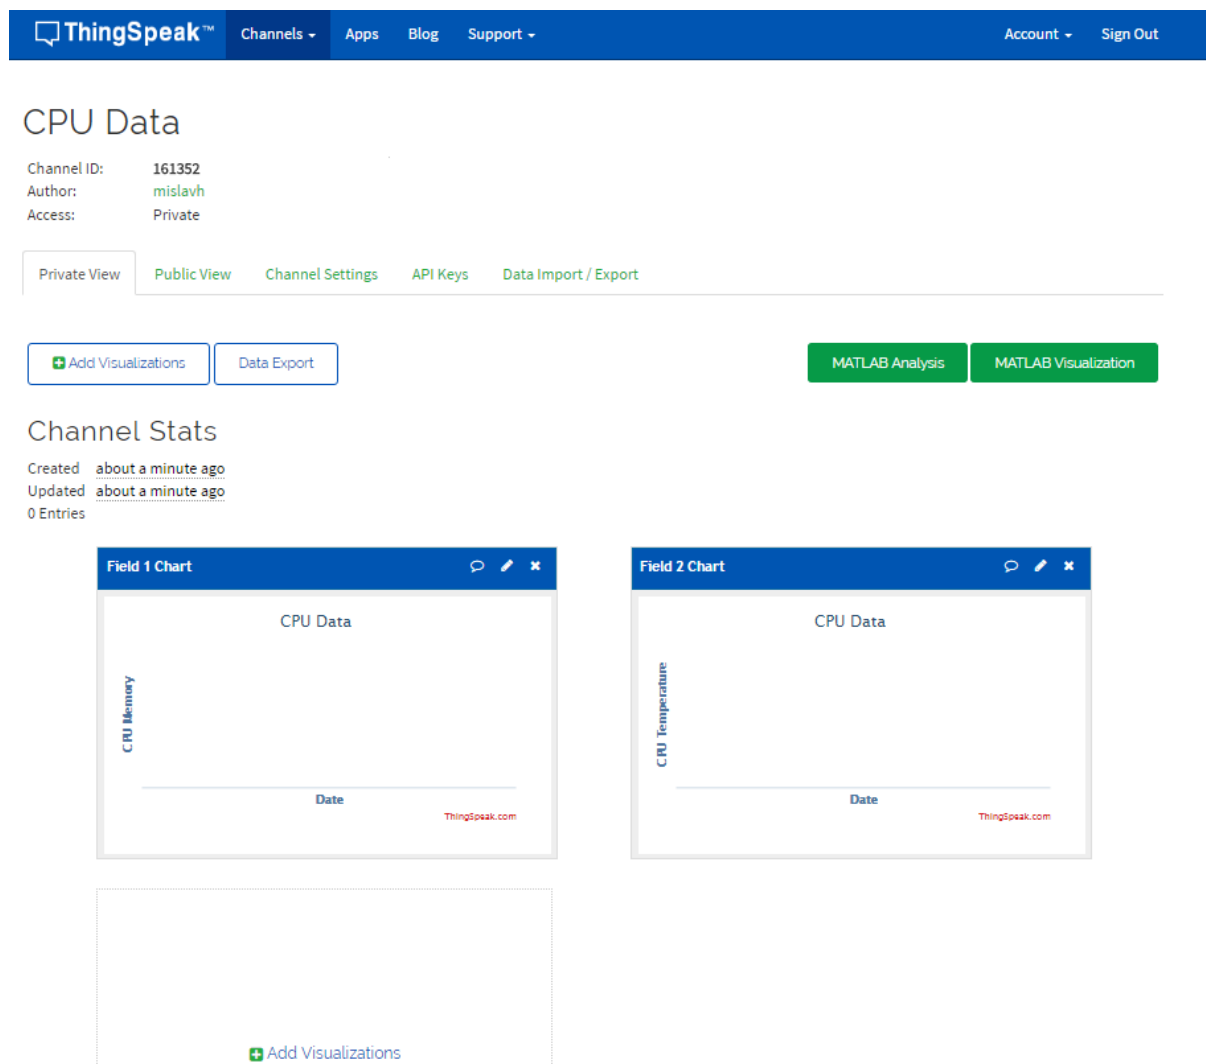 ThingSpeak™ Channels Apps Blog Support Account Sign Out
CPU Data
Channel ID: 161352
Author: mislavh
Access: Private
Private View Public View Channel Settings API Keys Data Import / Export
Add Visualizations Data Export MATLAB Analysis MATLAB Visualization
Channel Stats
Created about a minute ago
Updated about a minute ago
0 Entries
Field 1 Chart
CPU Data
CPU Memory
Date
ThingSpeak.com
Field 2 Chart
CPU Data
CPU Temperature
Date
ThingSpeak.com
Add Visualizations